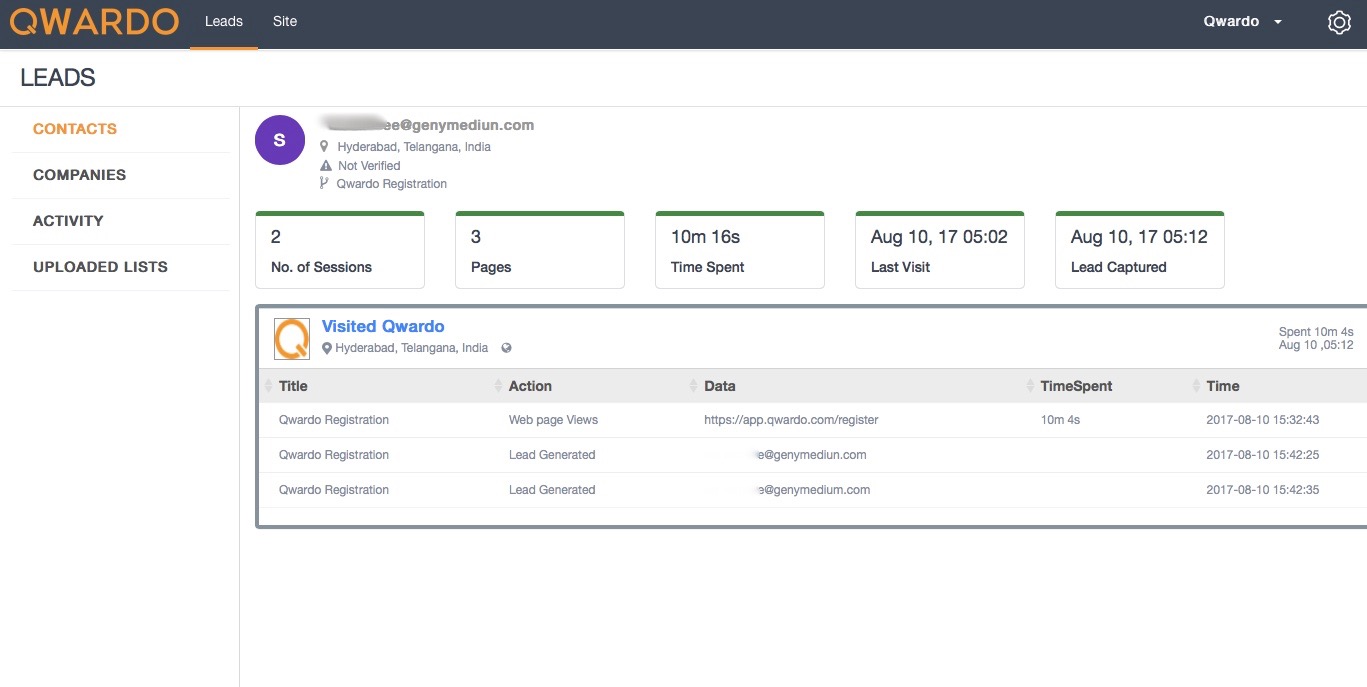 QWARDO Leads Site Qwardo
LEADS
CONTACTS
COMPANIES
ACTIVITY
UPLOADED LISTS
S
ee@genymediun.com
Hyderabad, Telangana, India
Not Verified
Qwardo Registration
2
No. of Sessions
3
Pages
10m 16s
Time Spent
Aug 10, 17 05:02
Last Visit
Aug 10, 17 05:12
Lead Captured
Visited Qwardo
Hyderabad, Telangana, India
Spent 10m 4s
Aug 10 ,05:12
Title Action Data TimeSpent Time
Qwardo Registration Web page Views https://app.qwardo.com/register 10m 4s 2017-08-10 15:32:43
Qwardo Registration Lead Generated e@genymediun.com 2017-08-10 15:42:25
Qwardo Registration Lead Generated e@genymedium.com 2017-08-10 15:42:35